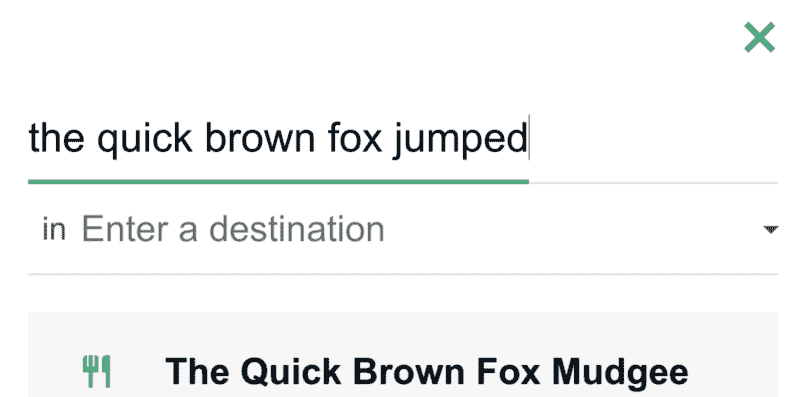 the quick brown fox jumped
in Enter a destination
The Quick Brown Fox Mudgee